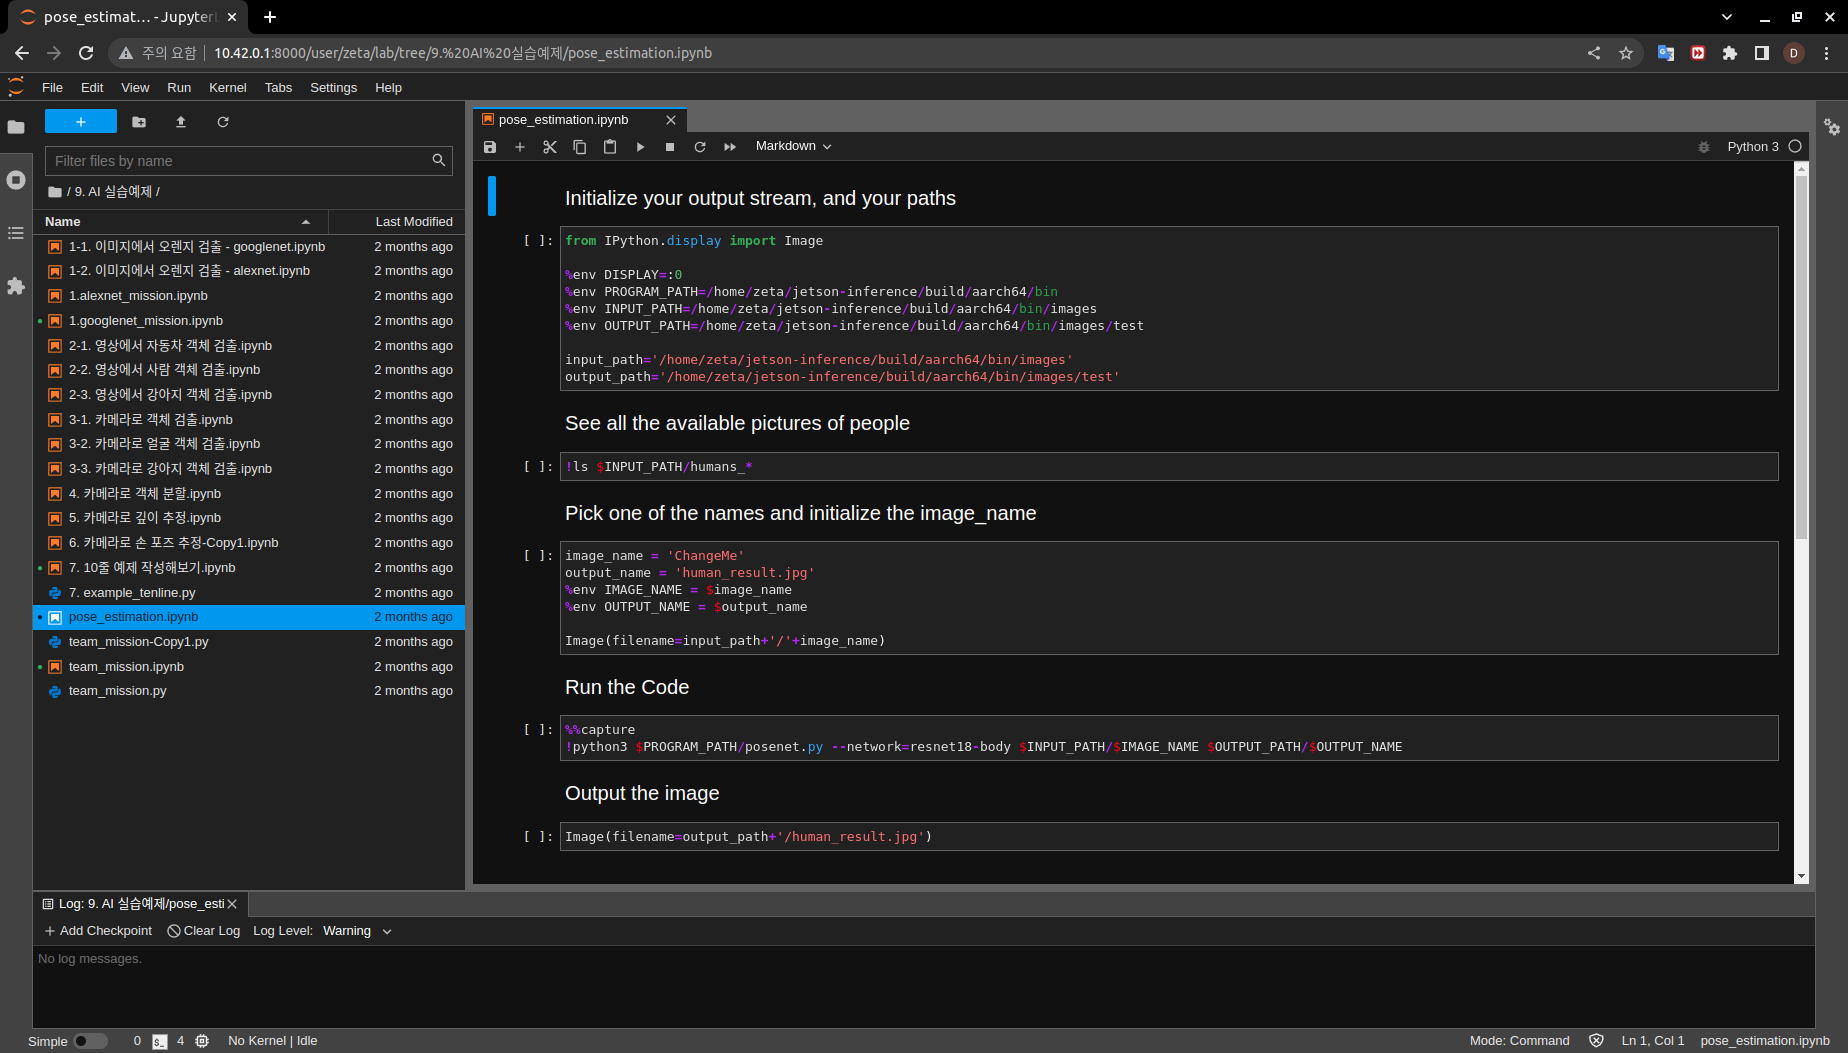 pose_estimat... - Jupyter
주의 요함
10.42.0.1:8000/user/zeta/lab/tree/9.%20AI%20실습예제/pose_estimation.ipynb
D
File Edit View Run Kernel Tabs Settings Help
Filter files by name
/ 9. AI 실습예제 /
Name Last Modified
1-1. 이미지에서 오렌지 검출 - googlenet.ipynb 2 months ago
1-2. 이미지에서 오렌지 검출 - alexnet.ipynb 2 months ago
1.alexnet_mission.ipynb 2 months ago
1.googlenet_mission.ipynb 2 months ago
2-1. 영상에서 자동차 객체 검출.ipynb 2 months ago
2-2. 영상에서 사람 객체 검출.ipynb 2 months ago
2-3. 영상에서 강아지 객체 검출.ipynb 2 months ago
3-1. 카메라로 객체 검출.ipynb 2 months ago
3-2. 카메라로 얼굴 객체 검출.ipynb 2 months ago
3-3. 카메라로 강아지 객체 검출.ipynb 2 months ago
4. 카메라로 객체 분할.ipynb 2 months ago
5. 카메라로 깊이 추정.ipynb 2 months ago
6. 카메라로 손 포즈 추정-Copy1.ipynb 2 months ago
7. 10줄 예제 작성해보기.ipynb 2 months ago
7. example_tenline.py 2 months ago
pose_estimation.ipynb 2 months ago
team_mission-Copy1.py 2 months ago
team_mission.ipynb 2 months ago
team_mission.py 2 months ago
pose_estimation.ipynb
Markdown
Python 3
Initialize your output stream, and your paths
[ ]: from IPython.display import Image
%env DISPLAY=:0
%env PROGRAM_PATH=/home/zeta/jetson-inference/build/aarch64/bin
%env INPUT_PATH=/home/zeta/jetson-inference/build/aarch64/bin/images
%env OUTPUT_PATH=/home/zeta/jetson-inference/build/aarch64/bin/images/test
input_path='/home/zeta/jetson-inference/build/aarch64/bin/images'
output_path='/home/zeta/jetson-inference/build/aarch64/bin/images/test'
See all the available pictures of people
[ ]: !ls $INPUT_PATH/humans_*
Pick one of the names and initialize the image_name
[ ]: image_name = 'ChangeMe'
output_name = 'human_result.jpg'
%env IMAGE_NAME = $image_name
%env OUTPUT_NAME = $output_name
Image(filename=input_path+'/'+image_name)
Run the Code
[ ]: %%capture
!python3 $PROGRAM_PATH/posenet.py --network=resnet18-body $INPUT_PATH/$IMAGE_NAME $OUTPUT_PATH/$OUTPUT_NAME
Output the image
[ ]: Image(filename=output_path+'/human_result.jpg')
Log: 9. AI 실습예제/pose_esti
Add Checkpoint Clear Log Log Level: Warning
No log messages.
Simple 0 4 No Kernel | Idle
Mode: Command Ln 1, Col 1 pose_estimation.ipynb